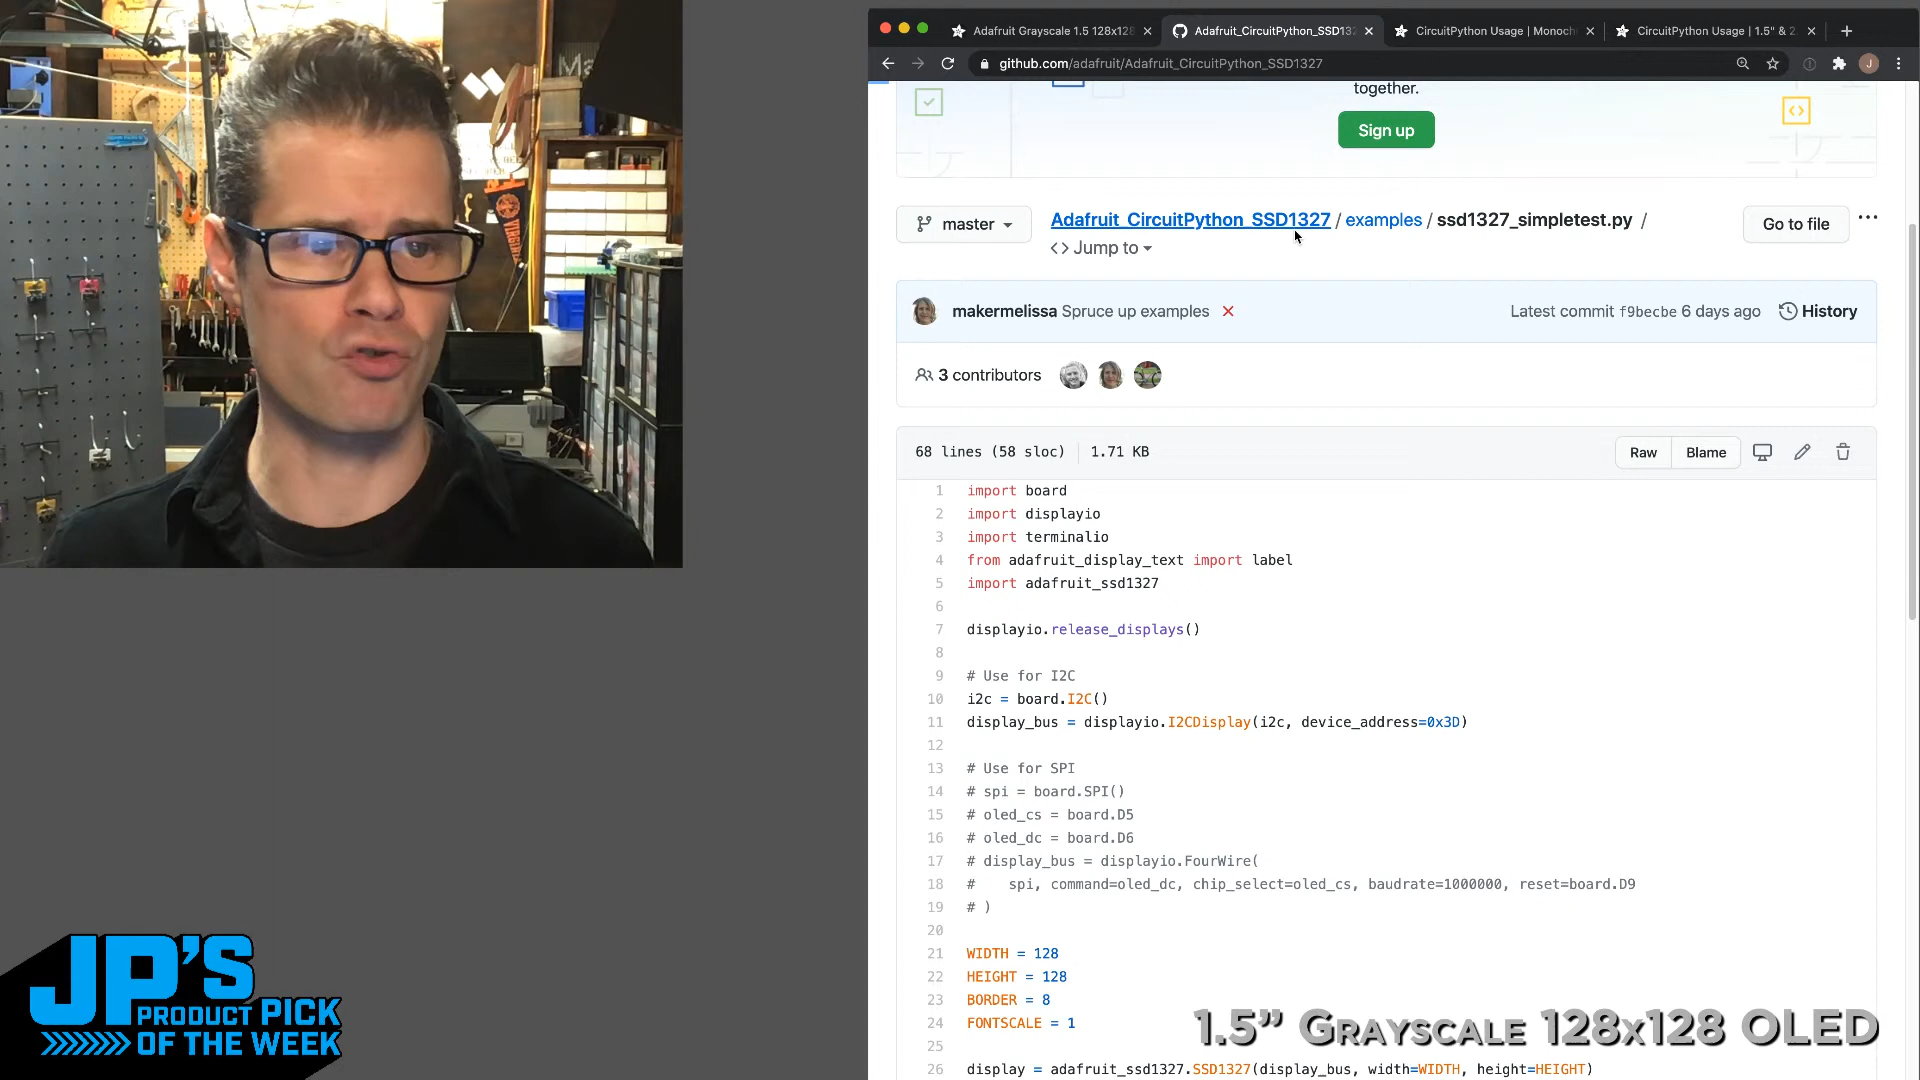 Adafruit Grayscale 1.5 128x128
Adafruit_CircuitPython_SSD132
CircuitPython Usage | Monoch
CircuitPython Usage | 1.5" & 2.
github.com/adafruit/Adafruit_CircuitPython_SSD1327
J
together.
Sign up
master
Adafruit_CircuitPython_SSD1327 / examples / ssd1327_simpletest.py /
Go to file
...
<> Jump to
makermelissa Spruce up examples
Latest commit f9becbe 6 days ago
History
3 contributors
68 lines (58 sloc) | 1.71 KB
Raw
Blame
1 import board
2 import displayio
3 import terminalio
4 from adafruit_display_text import label
5 import adafruit_ssd1327
6
7 displayio.release_displays()
8
9 # Use for I2C
10 i2c = board.I2C()
11 display_bus = displayio.I2CDisplay(i2c, device_address=0x3D)
12
13 # Use for SPI
14 # spi = board.SPI()
15 # oled_cs = board.D5
16 # oled_dc = board.D6
17 # display_bus = displayio.FourWire(
18 #    spi, command=oled_dc, chip_select=oled_cs, baudrate=1000000, reset=board.D9
19 # )
20
21 WIDTH = 128
22 HEIGHT = 128
23 BORDER = 8
24 FONTSCALE = 1
25
26 display = adafruit_ssd1327.SSD1327(display_bus, width=WIDTH, height=HEIGHT)
1.5" Grayscale 128x128 OLED
JP'S
PRODUCT PICK
OF THE WEEK